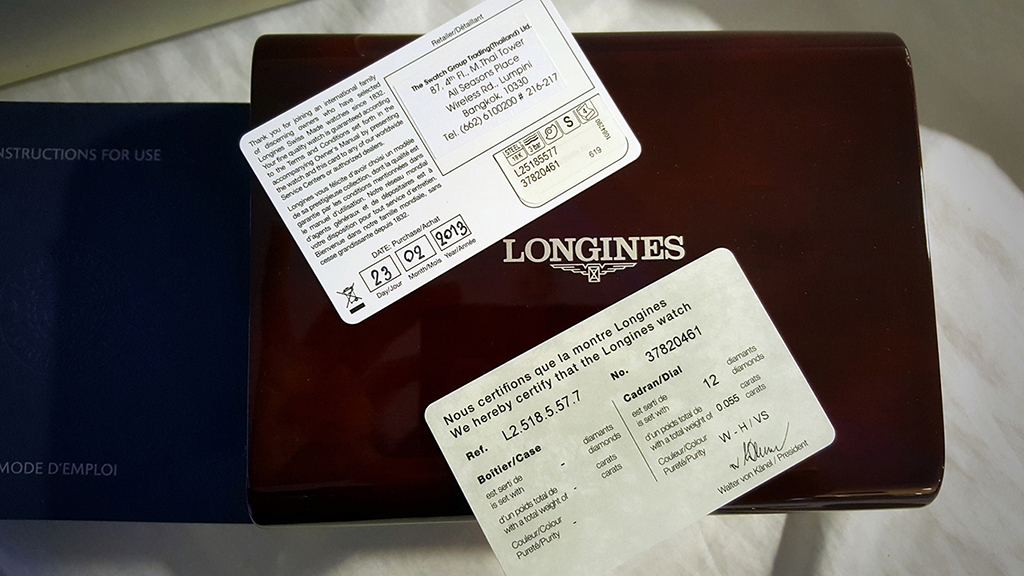 INSTRUCTIONS FOR USE
MODE D'EMPLOI
Retailer/Détaillant
The Swatch Group Trading(Thailand) Ltd.
87, 4th Fl., M.Thai Tower
All Seasons Place
Wireless Rd., Lumpini
Bangkok, 10330
Tel. (662) 6100200 # 216-217
Thank you for joining an international family
of discerning owners who have selected
Longines Swiss Made watches since 1832.
Your fine quality watch is guaranteed according
to the Terms and Conditions set forth in the
accompanying Owner's Manual by presenting
the watch and this card to any of our worldwide
Service Centers or authorized dealers.
Longines vous félicite d'avoir choisi un modèle
de sa prestigieuse collection, dont la qualité est
garantie par les conditions mentionnées dans
le manuel d'utilisation. Notre réseau mondial
d'agents généraux et de dépositaires est à
votre disposition pour tout service d'entretien.
Bienvenue dans notre famille mondiale, sans
cesse grandissante depuis 1832.
STEEL
18K
3 bar
S
L25185577
37820461
619
DATE: Purchase/Achat
23 02 2013
Day/Jour Month/Mois Year/Année
LONGINES
Nous certifions que la montre Longines
We hereby certify that the Longines watch
Ref. L2.518.5.57.7 No. 37820461
Boîtier/Case
est serti de - diamants
is set with diamonds
d'un poids total de - carats
with a total weight of carats
Couleur/Colour -
Pureté/Purity
Cadran/Dial
est serti de 12 diamants
is set with diamonds
d'un poids total de 0.055 carats
with a total weight of carats
Couleur/Colour W - H / VS
Pureté/Purity
Walter von Känel / President